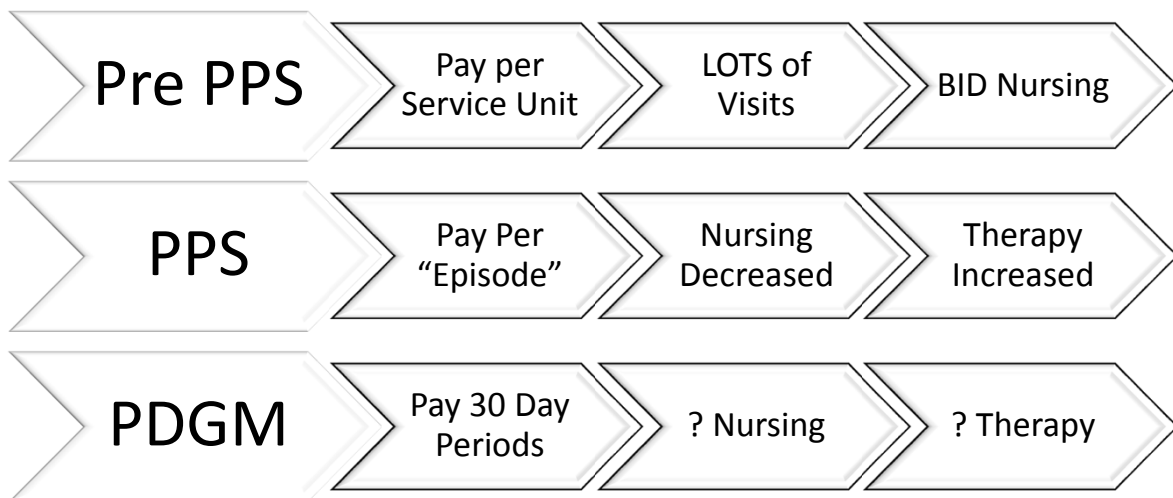 Pre PPS
Pay per
Service Unit
LOTS of
Visits
BID Nursing
PPS
Pay Per
“Episode”
Nursing
Decreased
Therapy
Increased
PDGM
Pay 30 Day
Periods
? Nursing
? Therapy